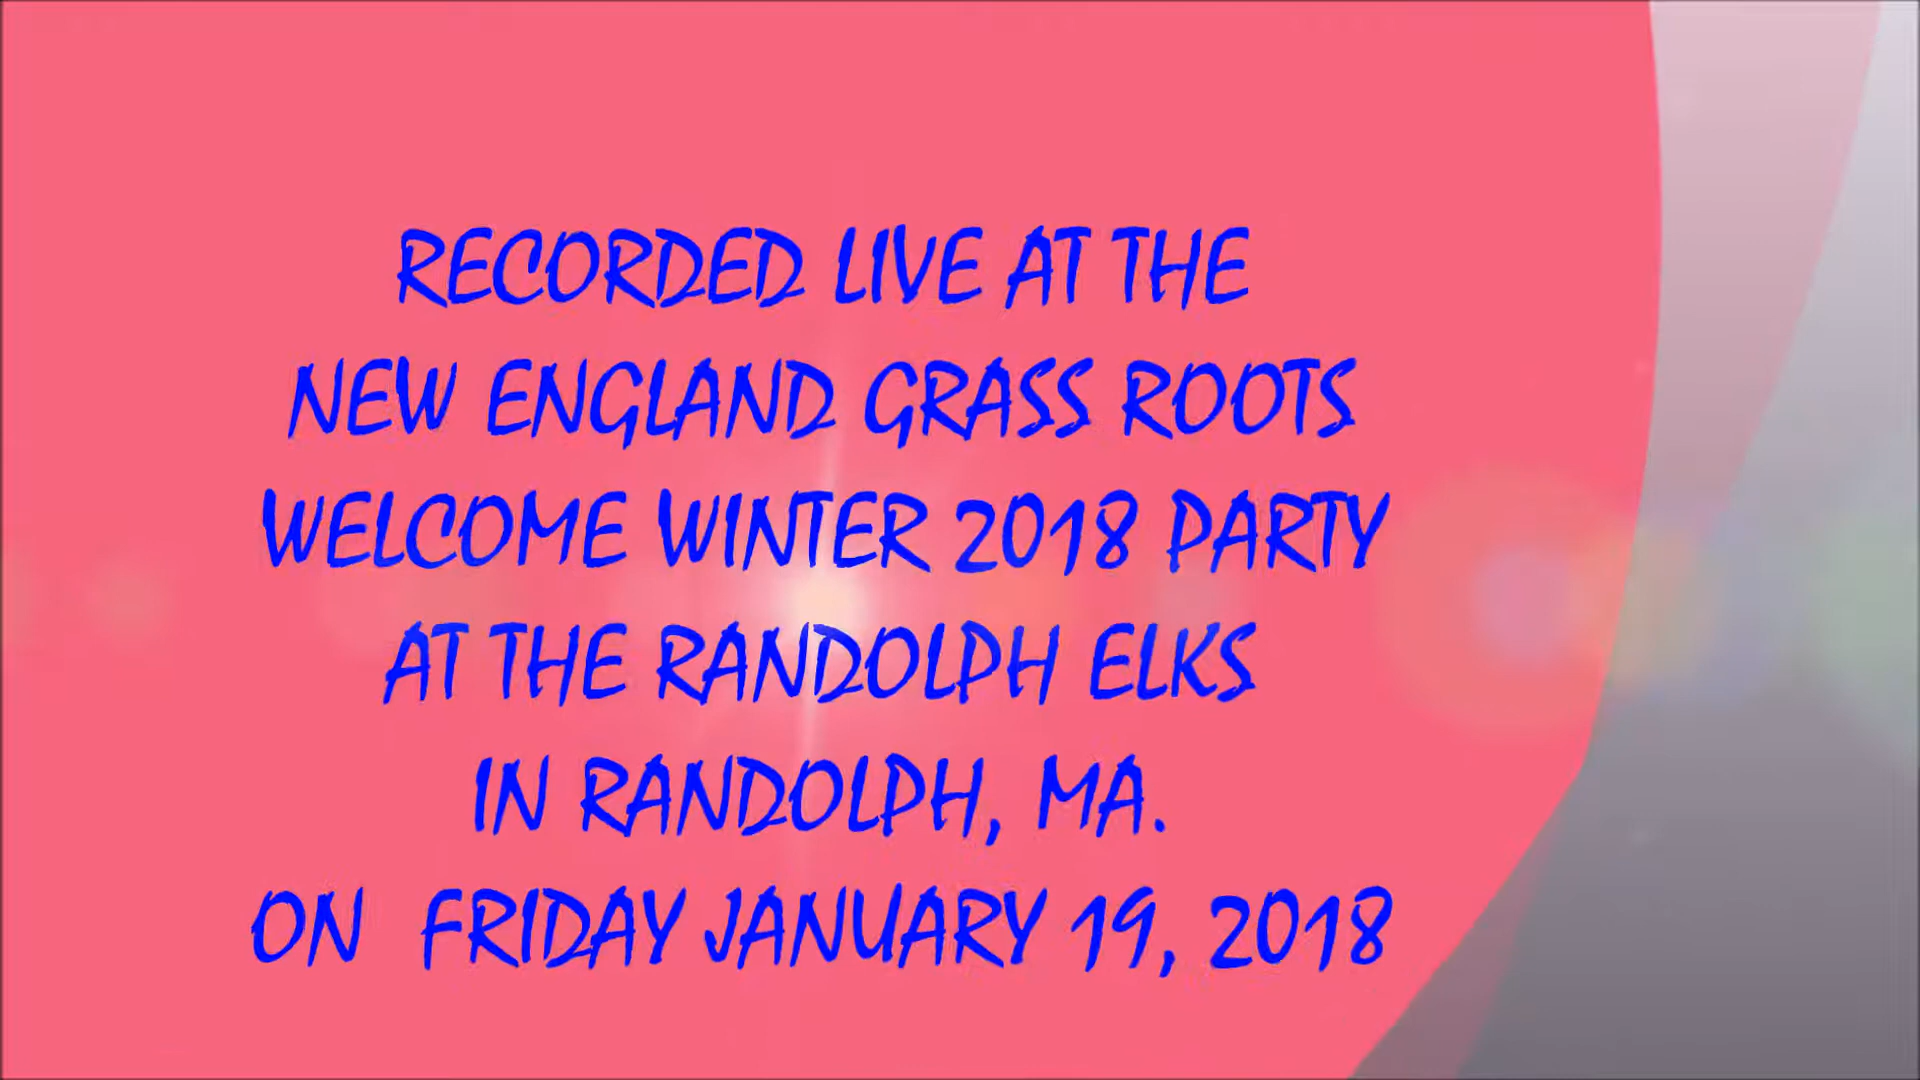 RECORDED LIVE AT THE
NEW ENGLAND GRASS ROOTS
WELCOME WINTER 2018 PARTY
AT THE RANDOLPH ELKS
IN RANDOLPH, MA.
ON FRIDAY JANUARY 19, 2018